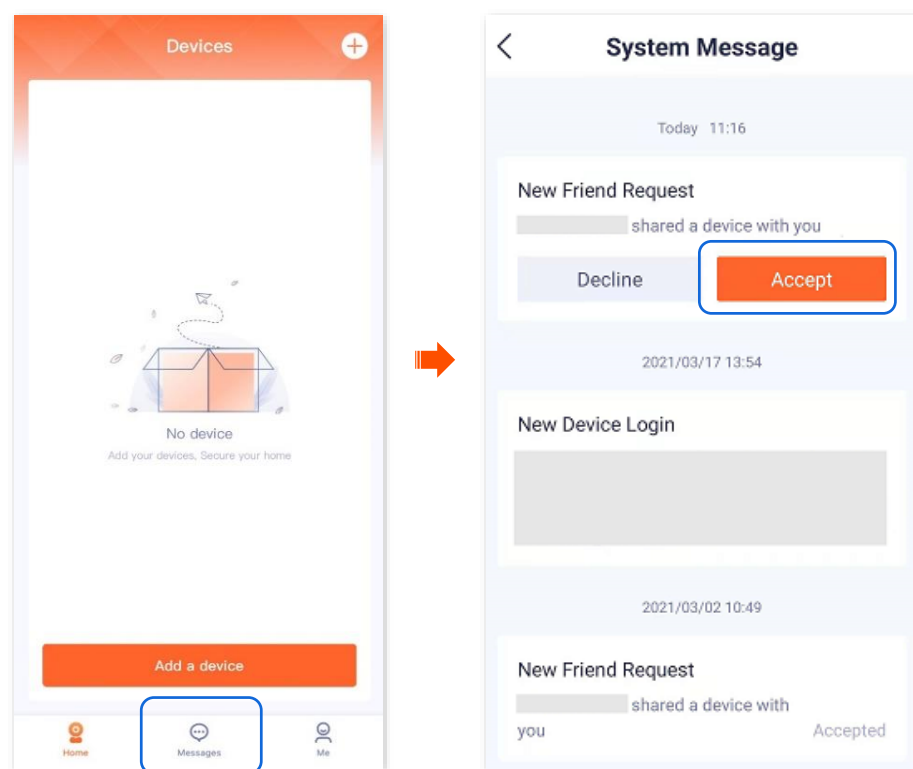 Devices
No device
Add your devices, Secure your home
Add a device
Home
Messages
Me
System Message
Today 11:16
New Friend Request
shared a device with you
Decline
Accept
2021/03/17 13:54
New Device Login
2021/03/02 10:49
New Friend Request
shared a device with
you
Accepted